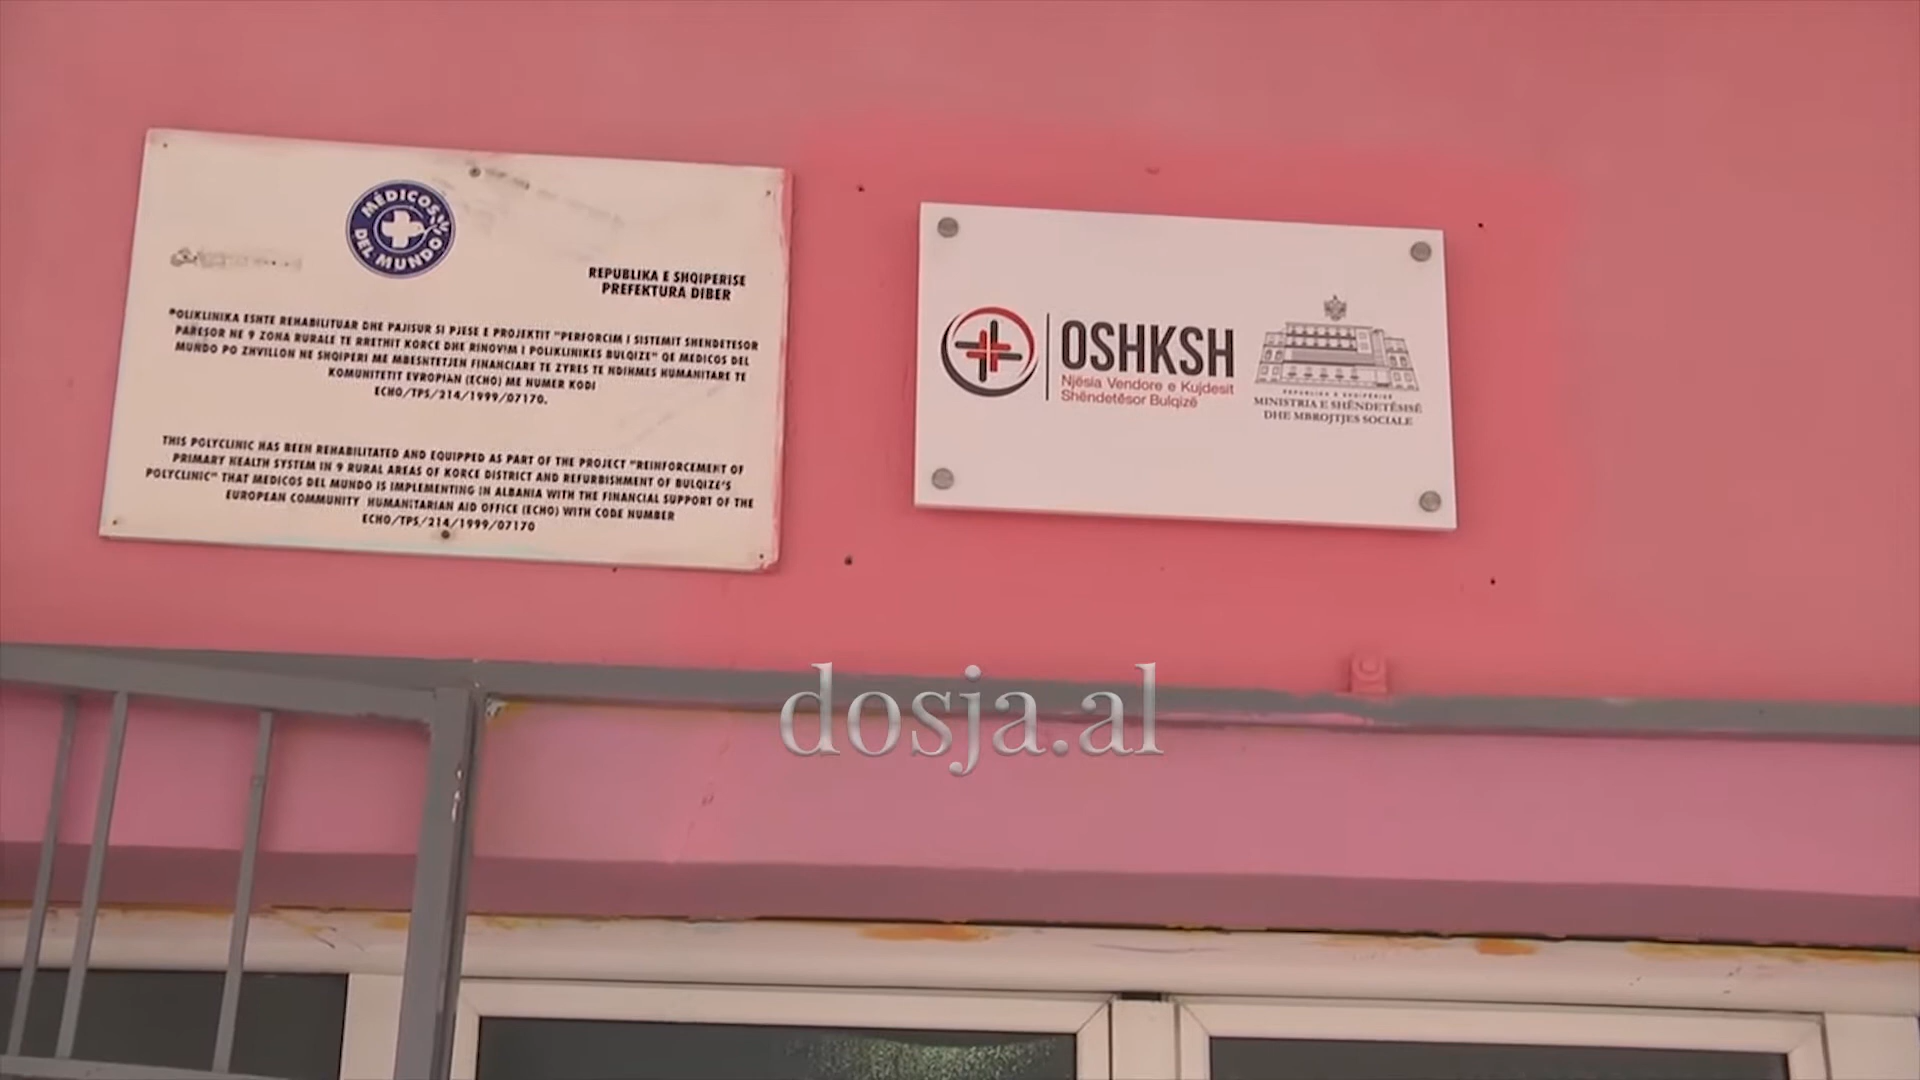 MÉDICOS
DEL MUNDO
REPUBLIKA E SHQIPERISE
PREFEKTURA DIBER
OLIKLINIKA ESHTE REHABILITUAR DHE PAJISUR SI PJESE E PROJEKTIT "PERFORCIM I SISTEMIT SHENDETESOR
PARESOR NE 9 ZONA RURALE TE RRETHIT KORCE DHE RINOVIM I POLIKLINIKES BULQIZE" QE MEDICOS DEL
MUNDO PO ZHVILLON NE SHQIPERI ME MBESHTETJEN FINANCIARE TE ZYRES TE NDIHMES HUMANITARE TE
KOMUNITETIT EVROPIAN (ECHO) ME NUMER KODI
ECHO/TPS/214/1999/07170.
THIS POLYCLINIC HAS BEEN REHABILITATED AND EQUIPPED AS PART OF THE PROJECT "REINFORCEMENT OF
PRIMARY HEALTH SYSTEM IN 9 RURAL AREAS OF KORCE DISTRICT AND REFURBISHMENT OF BULQIZE'S
POLYCLINIC" THAT MEDICOS DEL MUNDO IS IMPLEMENTING IN ALBANIA WITH THE FINANCIAL SUPPORT OF THE
EUROPEAN COMMUNITY HUMANITARIAN AID OFFICE (ECHO) WITH CODE NUMBER
ECHO/TPS/214/1999/07170
OSHKSH
Njësia Vendore e Kujdesit
Shëndetësor Bulqizë
REPUBLIKA E SHQIPËRISË
MINISTRIA E SHËNDETËSISË
DHE MBROJTJES SOCIALE
dosja.al